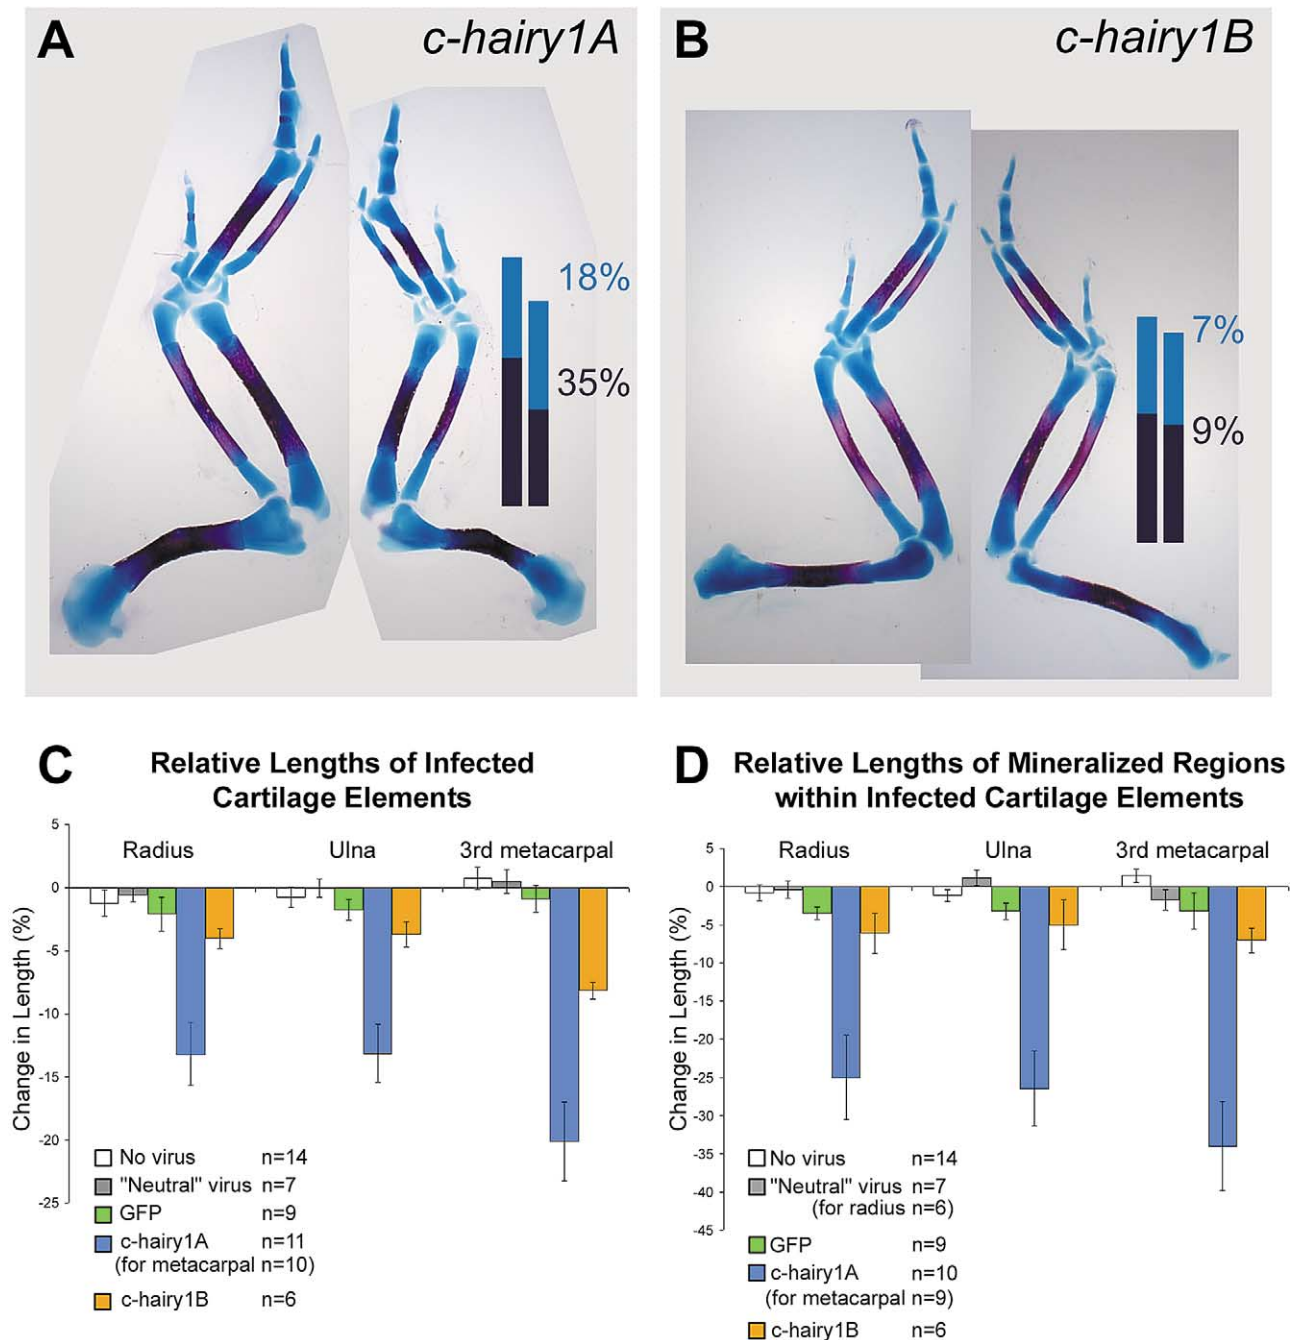 A
c-hairy1A
18%
35%
B
c-hairy1B
7%
9%
C
Relative Lengths of Infected
Cartilage Elements
5
0
-5
-10
-15
-20
-25
Change in Length (%)
Radius
Ulna
3rd metacarpal
No virus n=14
"Neutral" virus n=7
GFP n=9
c-hairy1A n=11
(for metacarpal n=10)
c-hairy1B n=6
D
Relative Lengths of Mineralized Regions
within Infected Cartilage Elements
5
0
-5
-10
-15
-20
-25
-30
-35
-40
-45
Change in Length (%)
Radius
Ulna
3rd metacarpal
No virus n=14
"Neutral" virus n=7
(for radius n=6)
GFP n=9
c-hairy1A n=10
(for metacarpal n=9)
c-hairy1B n=6